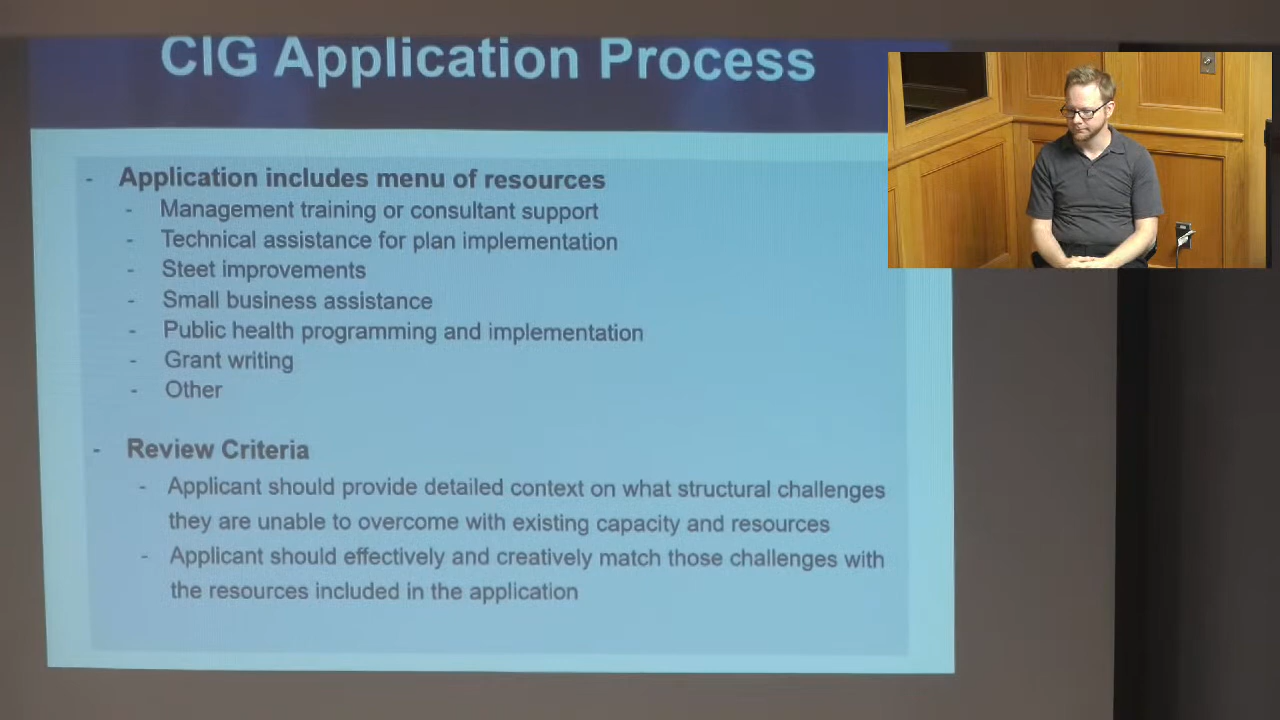 CIG Application Process
- Application includes menu of resources
- Management training or consultant support
- Technical assistance for plan implementation
- Steet improvements
- Small business assistance
- Public health programming and implementation
- Grant writing
- Other
- Review Criteria
- Applicant should provide detailed context on what structural challenges
they are unable to overcome with existing capacity and resources
- Applicant should effectively and creatively match those challenges with
the resources included in the application